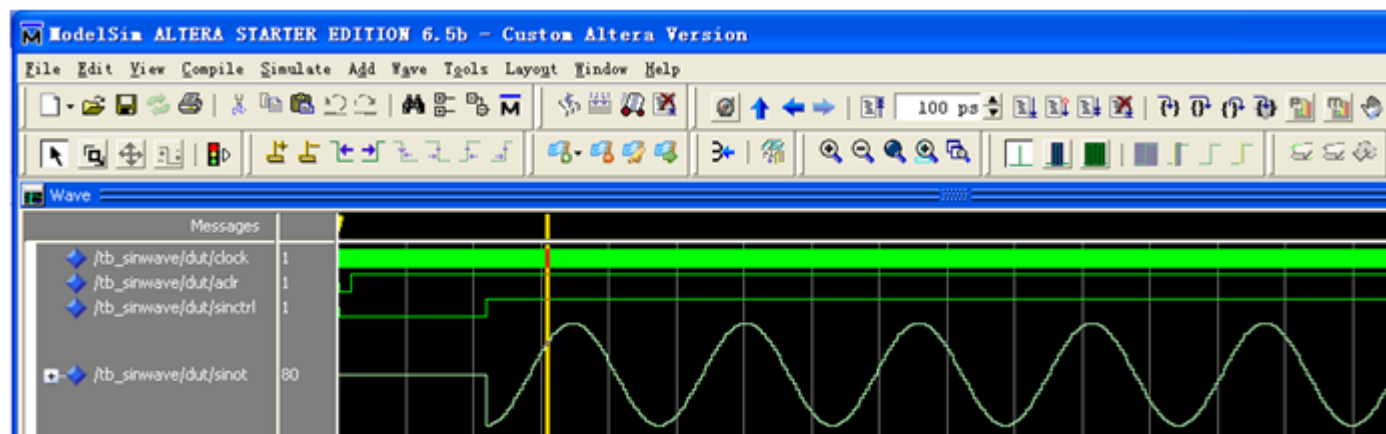 ModelSim ALTERA STARTER EDITION 6.5b - Custom Altera Version
File Edit View Compile Simulate Add Wave Tools Layout Window Help
100 ps
Wave
Messages
/tb_sinwave/dut/clock 1
/tb_sinwave/dut/aclr 1
/tb_sinwave/dut/sinctrl 1
/tb_sinwave/dut/sinot 80